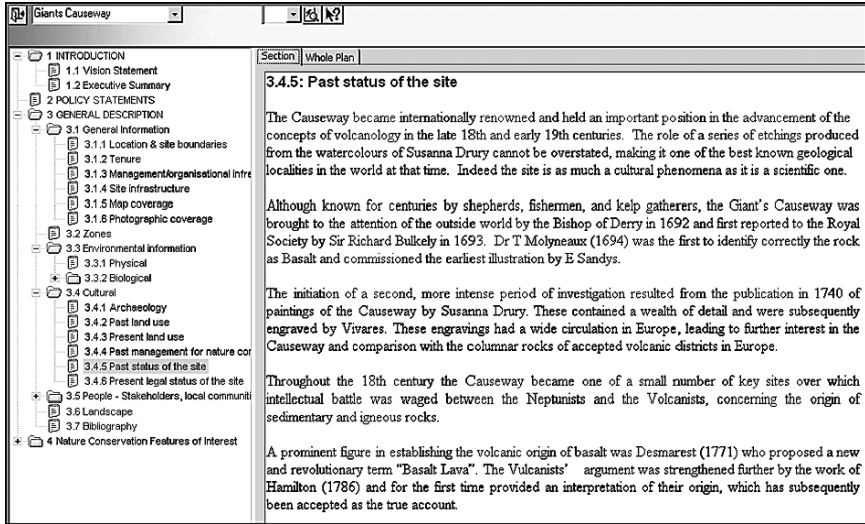 Giants Causeway
1 INTRODUCTION
1.1 Vision Statement
1.2 Executive Summary
2 POLICY STATEMENTS
3 GENERAL DESCRIPTION
3.1 General Information
3.1.1 Location & site boundaries
3.1.2 Tenure
3.1.3 Management/organisational infre
3.1.4 Site infrastructure
3.1.5 Map coverage
3.1.6 Photographic coverage
3.2 Zones
3.3 Environmental information
3.3.1 Physical
3.3.2 Biological
3.4 Cultural
3.4.1 Archaeology
3.4.2 Past land use
3.4.3 Present land use
3.4.4 Past management for nature cor
3.4.5 Past status of the site
3.4.6 Present legal status of the site
3.5 People - Stakeholders, local communiti
3.6 Landscape
3.7 Bibliography
4 Nature Conservation Features of Interest
Section Whole Plan
3.4.5: Past status of the site
The Causeway became internationally renowned and held an important position in the advancement of the
concepts of volcanology in the late 18th and early 19th centuries. The role of a series of etchings produced
from the watercolours of Susanna Drury cannot be overstated, making it one of the best known geological
localities in the world at that time. Indeed the site is as much a cultural phenomena as it is a scientific one.
Although known for centuries by shepherds, fishermen, and kelp gatherers, the Giant's Causeway was
brought to the attention of the outside world by the Bishop of Derry in 1692 and first reported to the Royal
Society by Sir Richard Bulkely in 1693. Dr T Molyneaux (1694) was the first to identify correctly the rock
as Basalt and commissioned the earliest illustration by E Sandys.
The initiation of a second, more intense period of investigation resulted from the publication in 1740 of
paintings of the Causeway by Susanna Drury. These contained a wealth of detail and were subsequently
engraved by Vivares. These engravings had a wide circulation in Europe, leading to further interest in the
Causeway and comparison with the columnar rocks of accepted volcanic districts in Europe.
Throughout the 18th century the Causeway became one of a small number of key sites over which
intellectual battle was waged between the Neptunists and the Volcanists, concerning the origin of
sedimentary and igneous rocks.
A prominent figure in establishing the volcanic origin of basalt was Desmarest (1771) who proposed a new
and revolutionary term "Basalt Lava". The Vulcanists' argument was strengthened further by the work of
Hamilton (1786) and for the first time provided an interpretation of their origin, which has subsequently
been accepted as the true account.